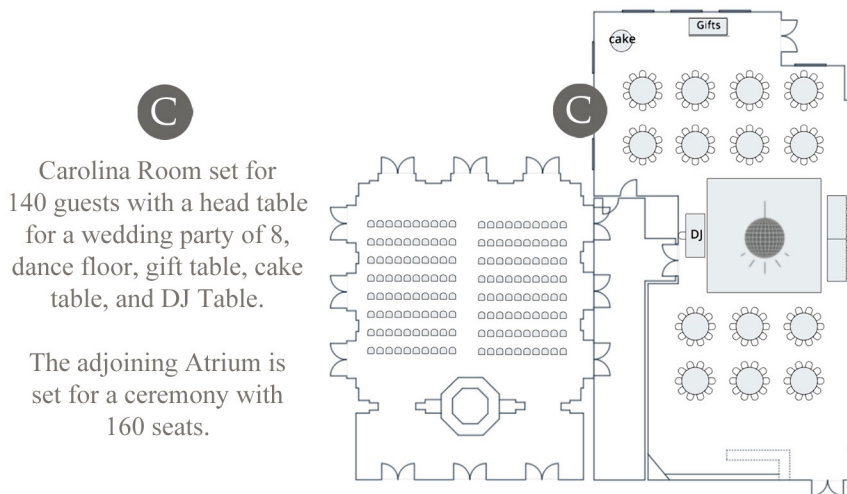 C
Carolina Room set for
140 guests with a head table
for a wedding party of 8,
dance floor, gift table, cake
table, and DJ Table.
The adjoining Atrium is
set for a ceremony with
160 seats.
C
cake
Gifts
DJ